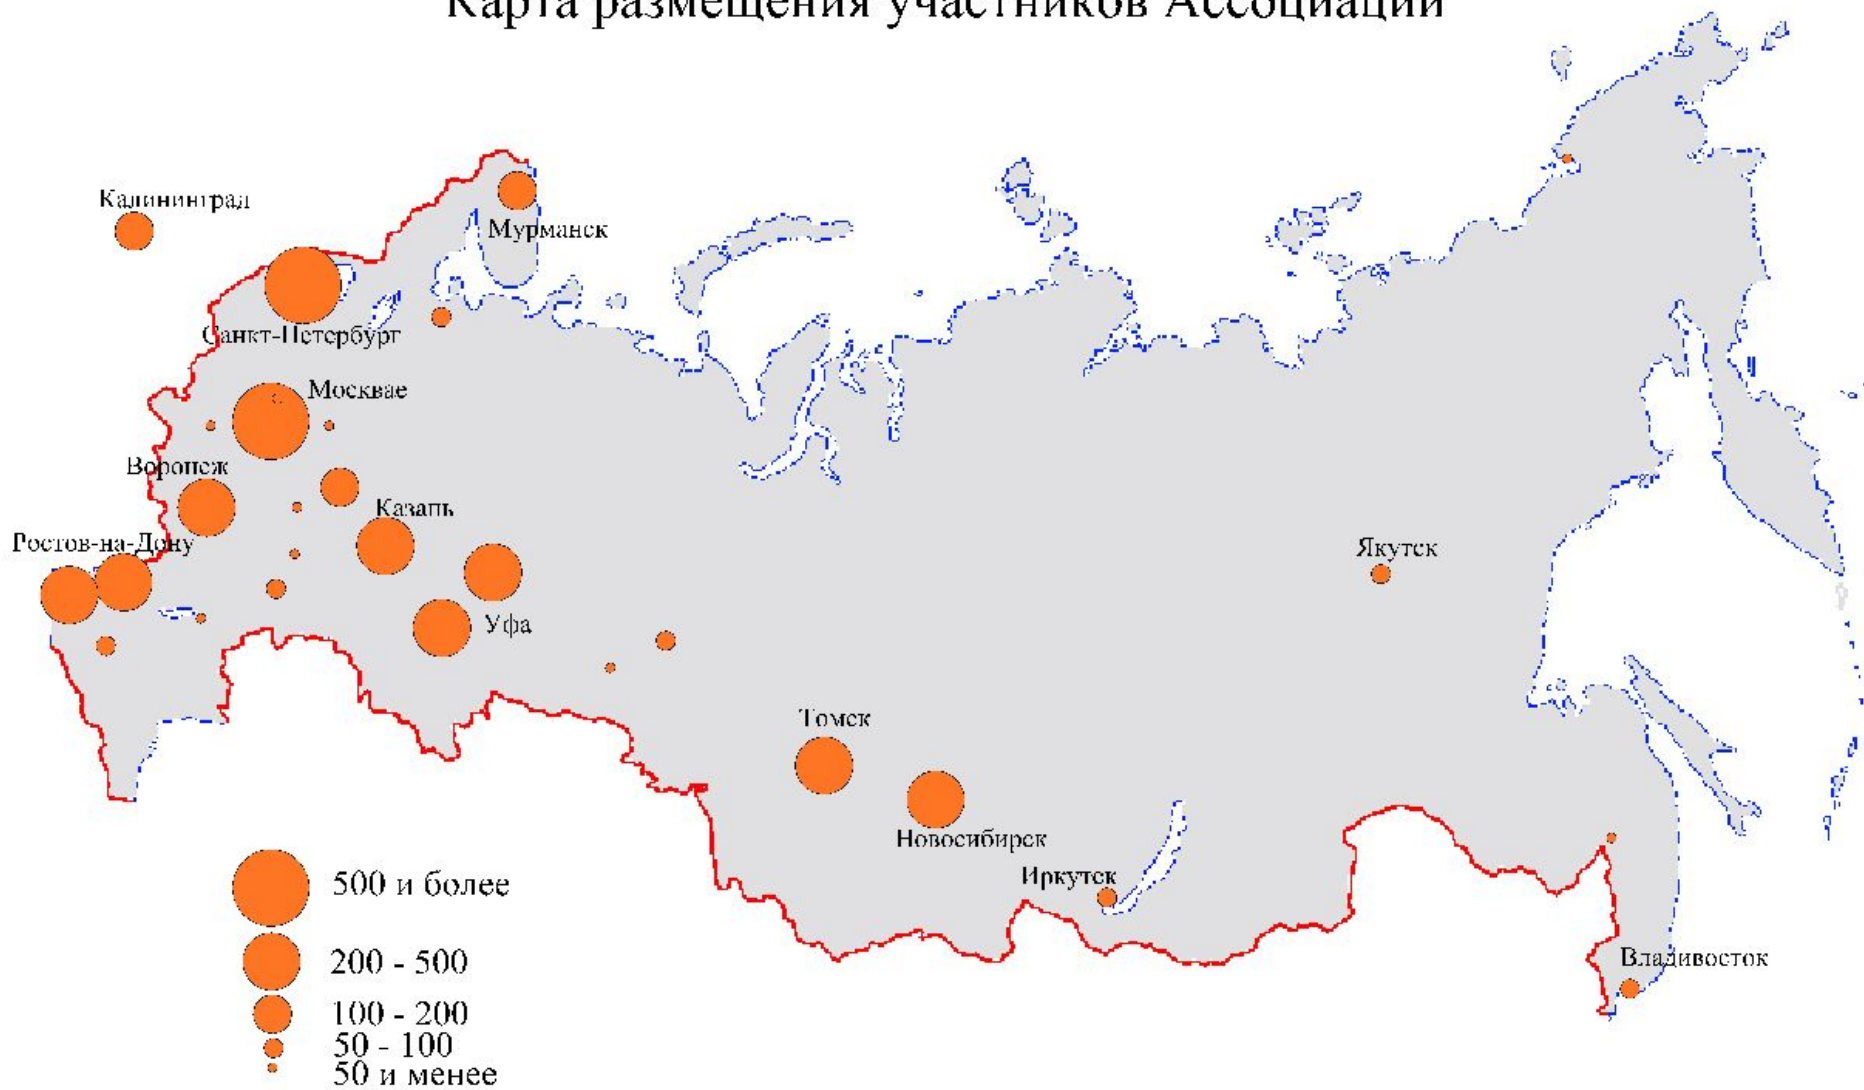 Карта размещения участников Ассоциации
Калининград
Мурманск
Санкт-Петербург
Москвае
Воронеж
Казань
Ростов-на-Дону
Якутск
Уфа
Томск
Новосибирск
Иркутск
Владивосток
500 и более
200 - 500
100 - 200
50 - 100
50 и менее